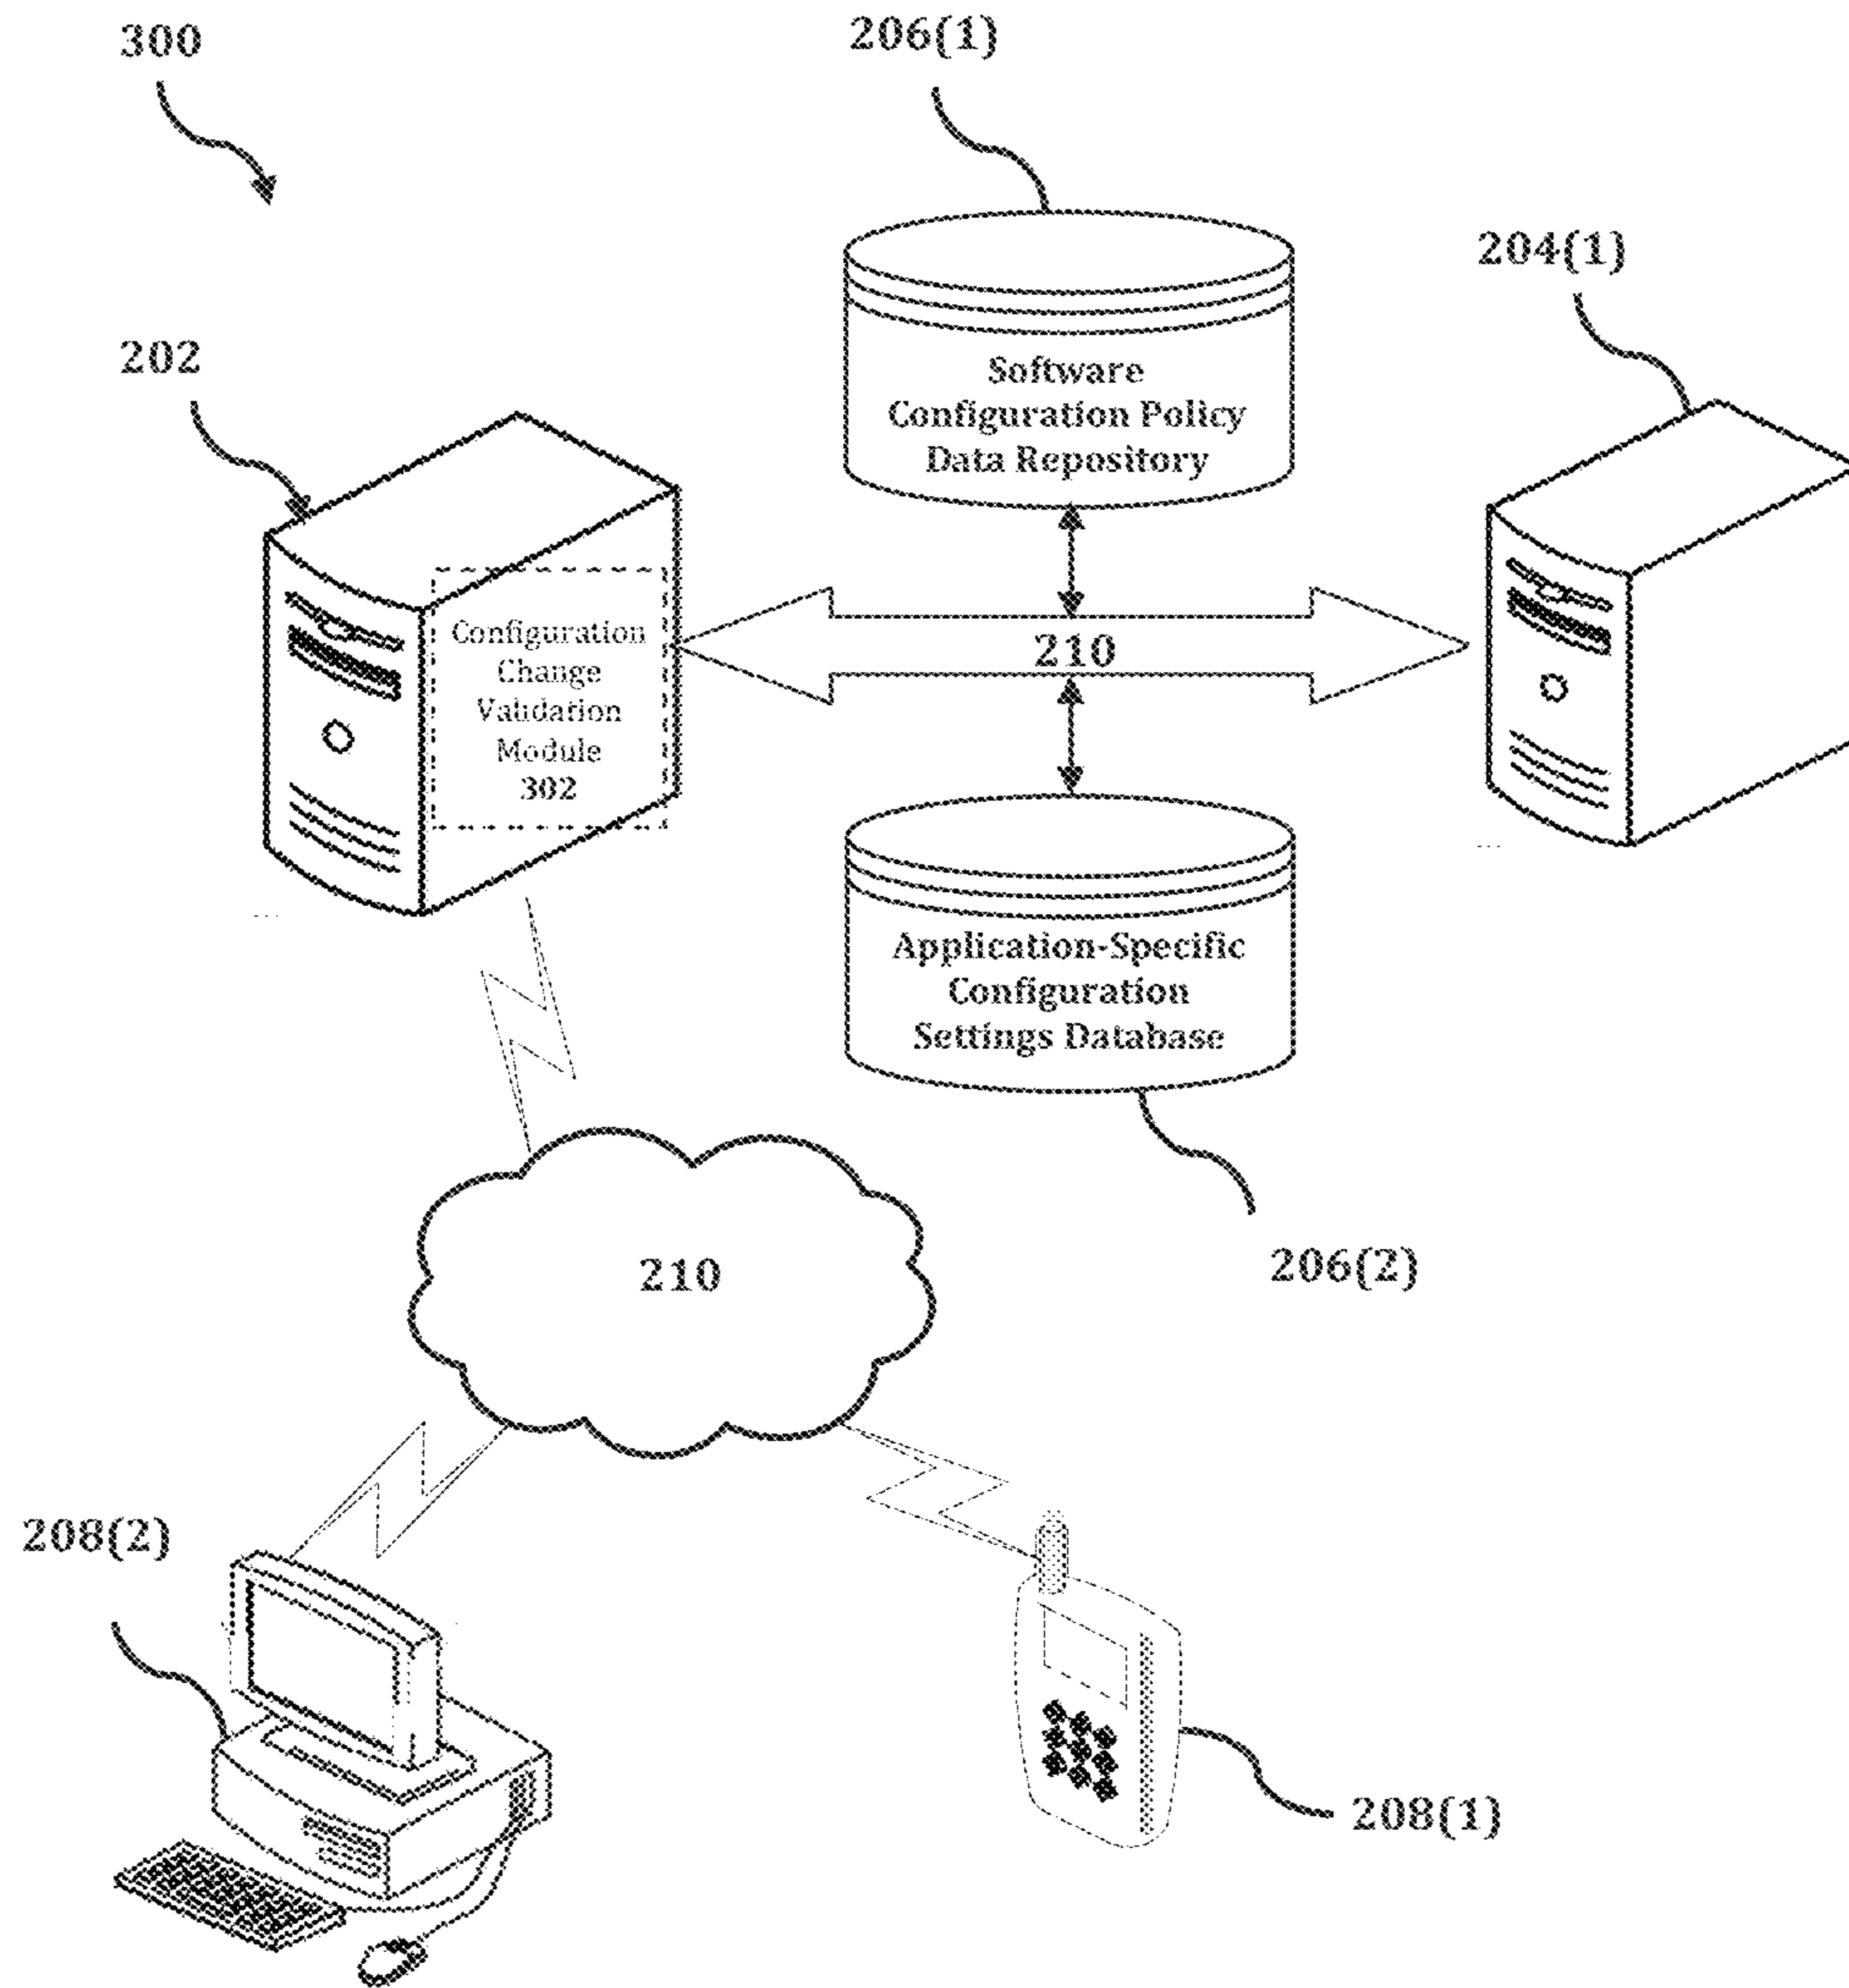 300
206(1)
204(1)
202
Software
Configuration Policy
Data Repository
Configuration
Change
Validation
Module
302
210
Application-Specific
Configuration
Settings Database
206(2)
210
208(2)
208(1)